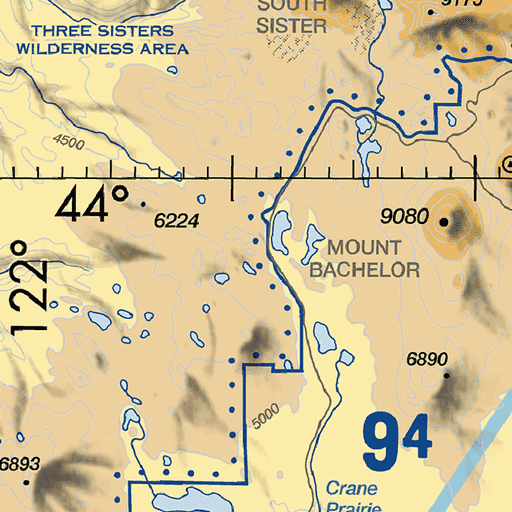 SOUTH
SISTER
9175
THREE SISTERS
WILDERNESS AREA
4500
44°
6224
9080
122°
MOUNT
BACHELOR
6890
5000
94
6893
Crane
Prairie